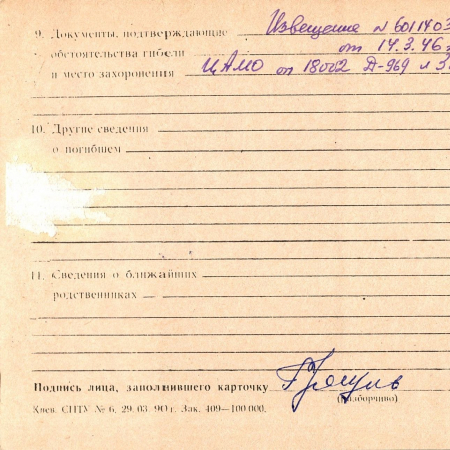 9. Документы, подтверждающие Извещение N 6011403
обстоятельства гибели от 14.3.46
и место захоронения ЦАМО оп 18002 Д-969 л 3
10. Другие сведения
о погибшем
11. Сведения о ближайших
родственниках
Подпись лица, заполнившего карточку
(разборчиво)
Киев. СПТУ № 6, 29. 03. 90 г. Зак. 409—100 000.